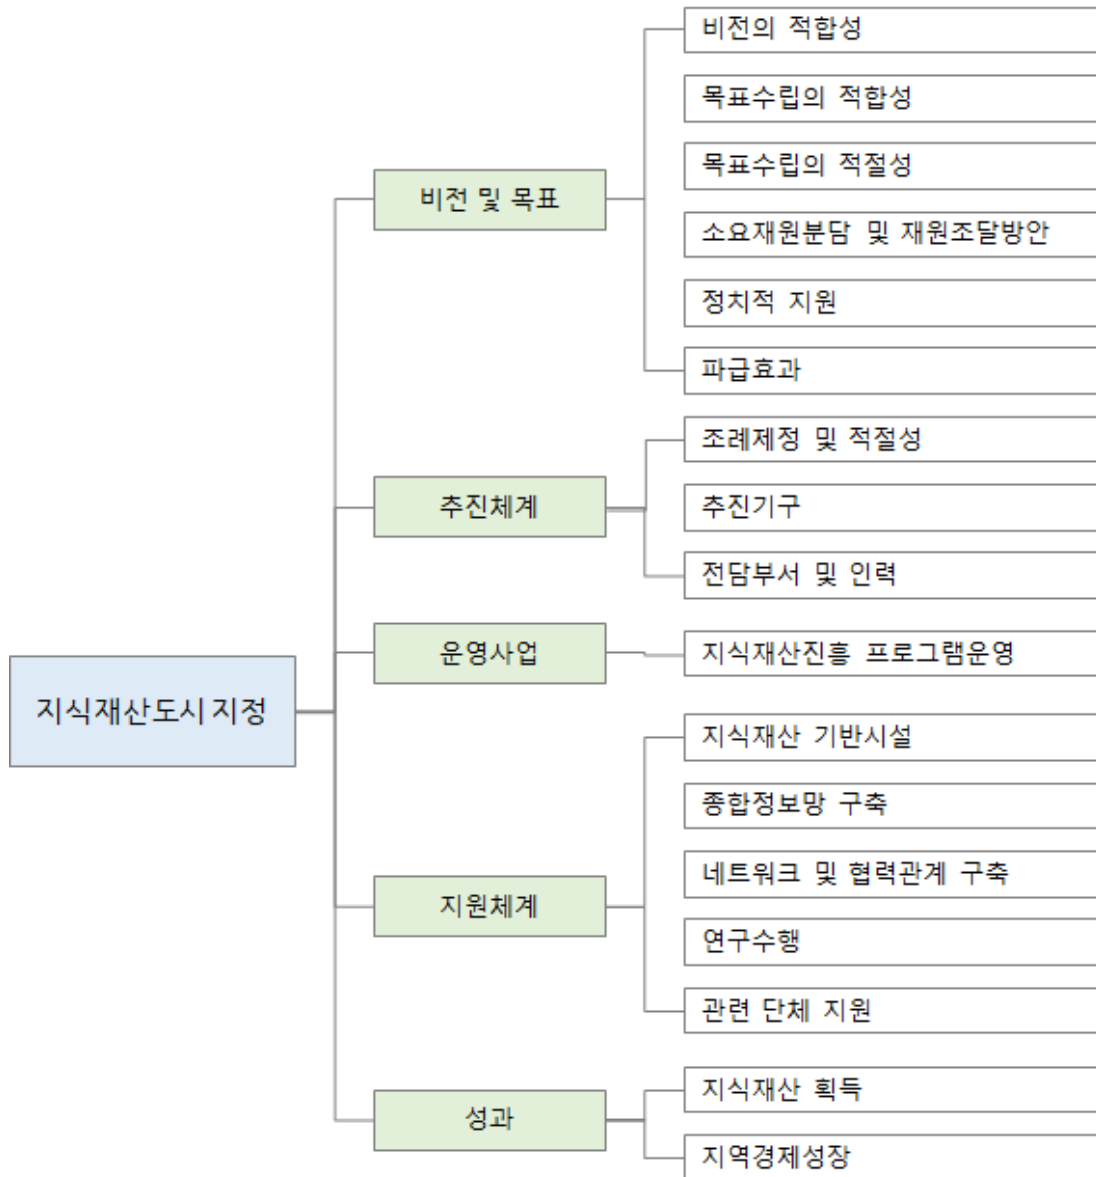 지식재산도시 지정
비전 및 목표
비전의 적합성
목표수립의 적합성
목표수립의 적절성
소요재원분담 및 재원조달방안
정치적 지원
파급효과
추진체계
조례제정 및 적절성
추진기구
전담부서 및 인력
운영사업
지식재산진흥 프로그램운영
지원체계
지식재산 기반시설
종합정보망 구축
네트워크 및 협력관계 구축
연구수행
관련 단체 지원
성과
지식재산 획득
지역경제성장